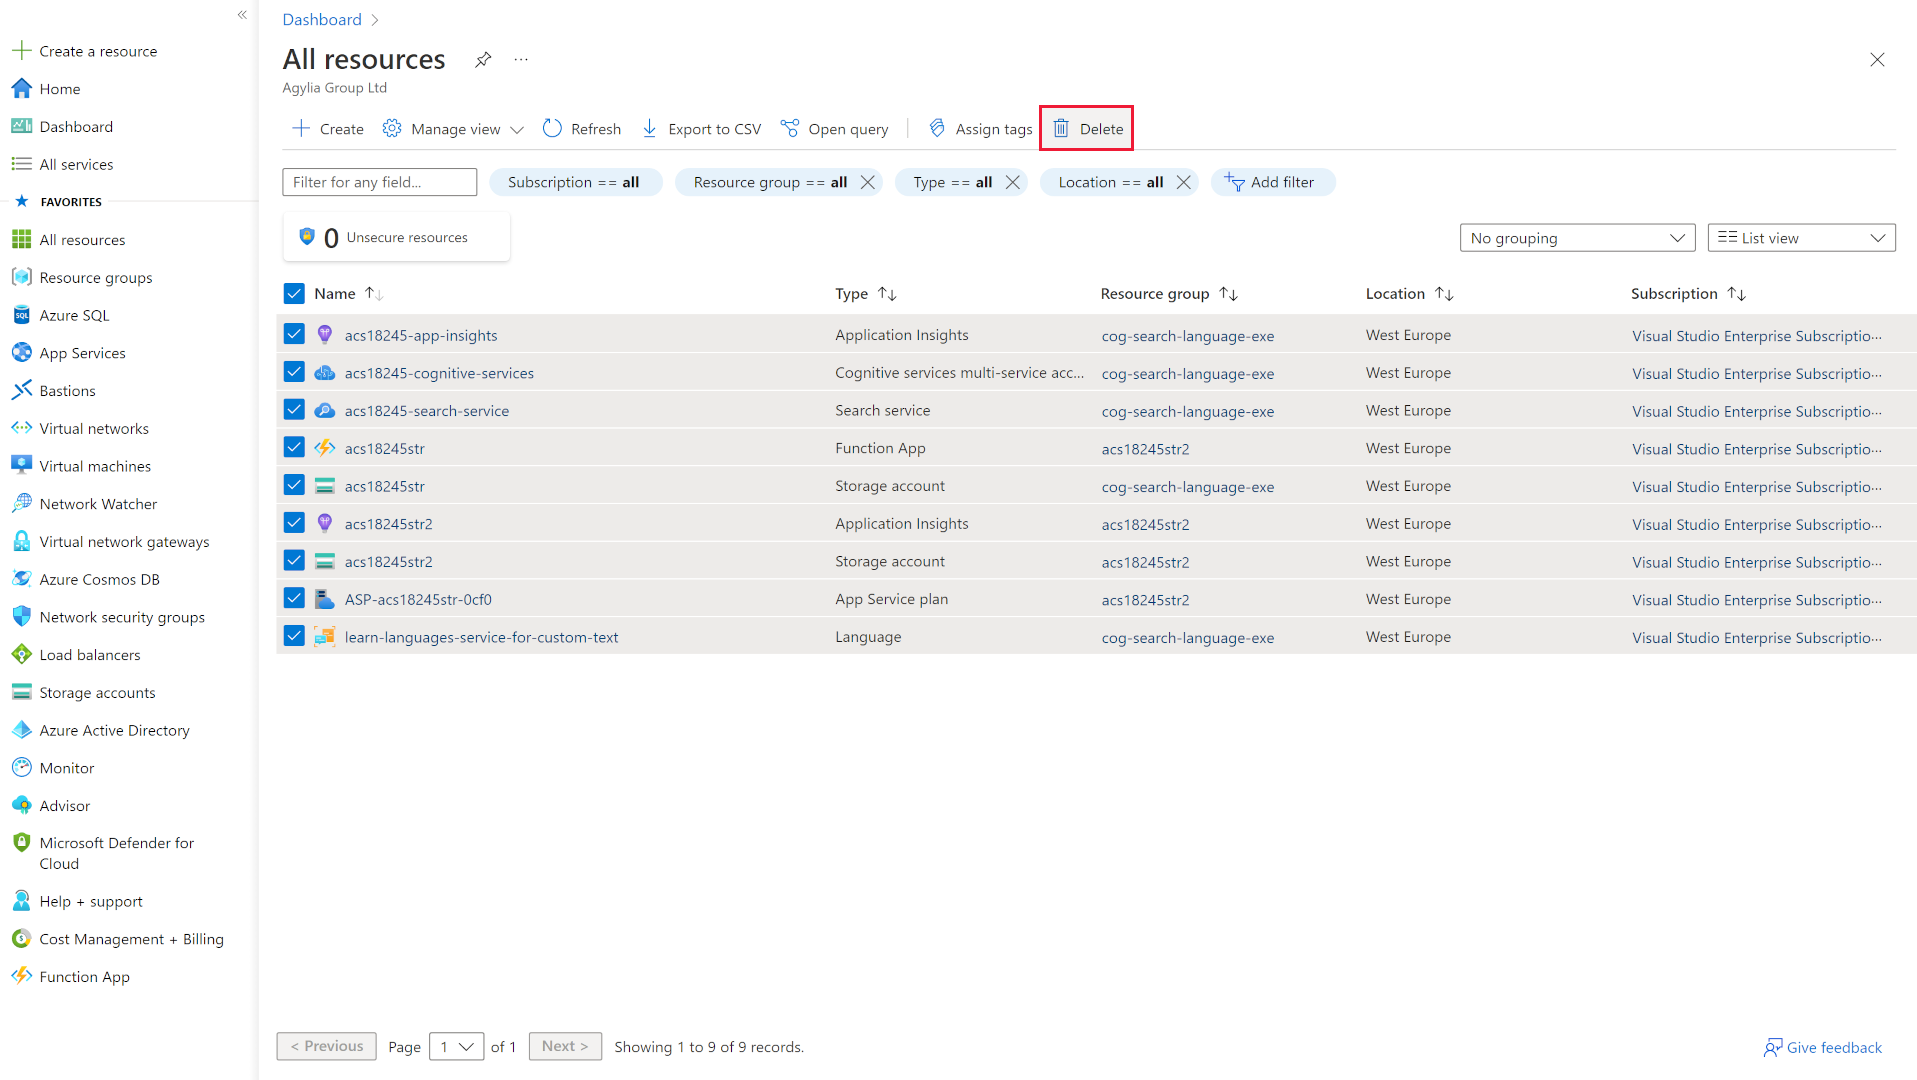 Create a resource
Home
Dashboard
All services
FAVORITES
All resources
Resource groups
Azure SQL
App Services
Bastions
Virtual networks
Virtual machines
Network Watcher
Virtual network gateways
Azure Cosmos DB
Network security groups
Load balancers
Storage accounts
Azure Active Directory
Monitor
Advisor
Microsoft Defender for
Cloud
Help + support
Cost Management + Billing
Function App
Dashboard
All resources
Agylia Group Ltd
Create Manage view Refresh Export to CSV Open query Assign tags Delete
Filter for any field... Subscription == all Resource group == all Type == all Location == all Add filter
0 Unsecure resources
No grouping List view
Name Type Resource group Location Subscription
acs18245-app-insights Application Insights cog-search-language-exe West Europe Visual Studio Enterprise Subscriptio...
acs18245-cognitive-services Cognitive services multi-service acc... cog-search-language-exe West Europe Visual Studio Enterprise Subscriptio...
acs18245-search-service Search service cog-search-language-exe West Europe Visual Studio Enterprise Subscriptio...
acs18245str Function App acs18245str2 West Europe Visual Studio Enterprise Subscriptio...
acs18245str Storage account cog-search-language-exe West Europe Visual Studio Enterprise Subscriptio...
acs18245str2 Application Insights acs18245str2 West Europe Visual Studio Enterprise Subscriptio...
acs18245str2 Storage account acs18245str2 West Europe Visual Studio Enterprise Subscriptio...
ASP-acs18245str-0cf0 App Service plan acs18245str2 West Europe Visual Studio Enterprise Subscriptio...
learn-languages-service-for-custom-text Language cog-search-language-exe West Europe Visual Studio Enterprise Subscriptio...
< Previous Page 1 of 1 Next > Showing 1 to 9 of 9 records.
Give feedback